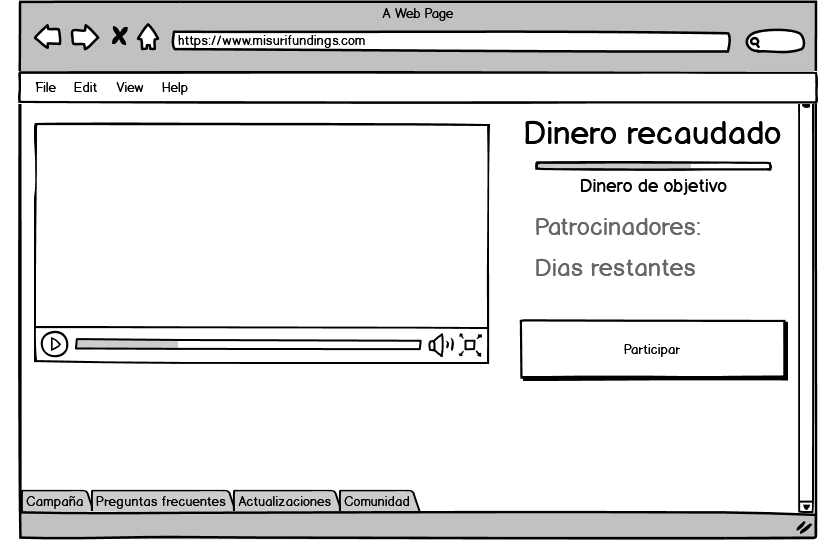 A Web Page
https://www.misurifundings.com
File Edit View Help
Dinero recaudado
Dinero de objetivo
Patrocinadores:
Dias restantes
Participar
Campaña Preguntas frecuentes Actualizaciones Comunidad